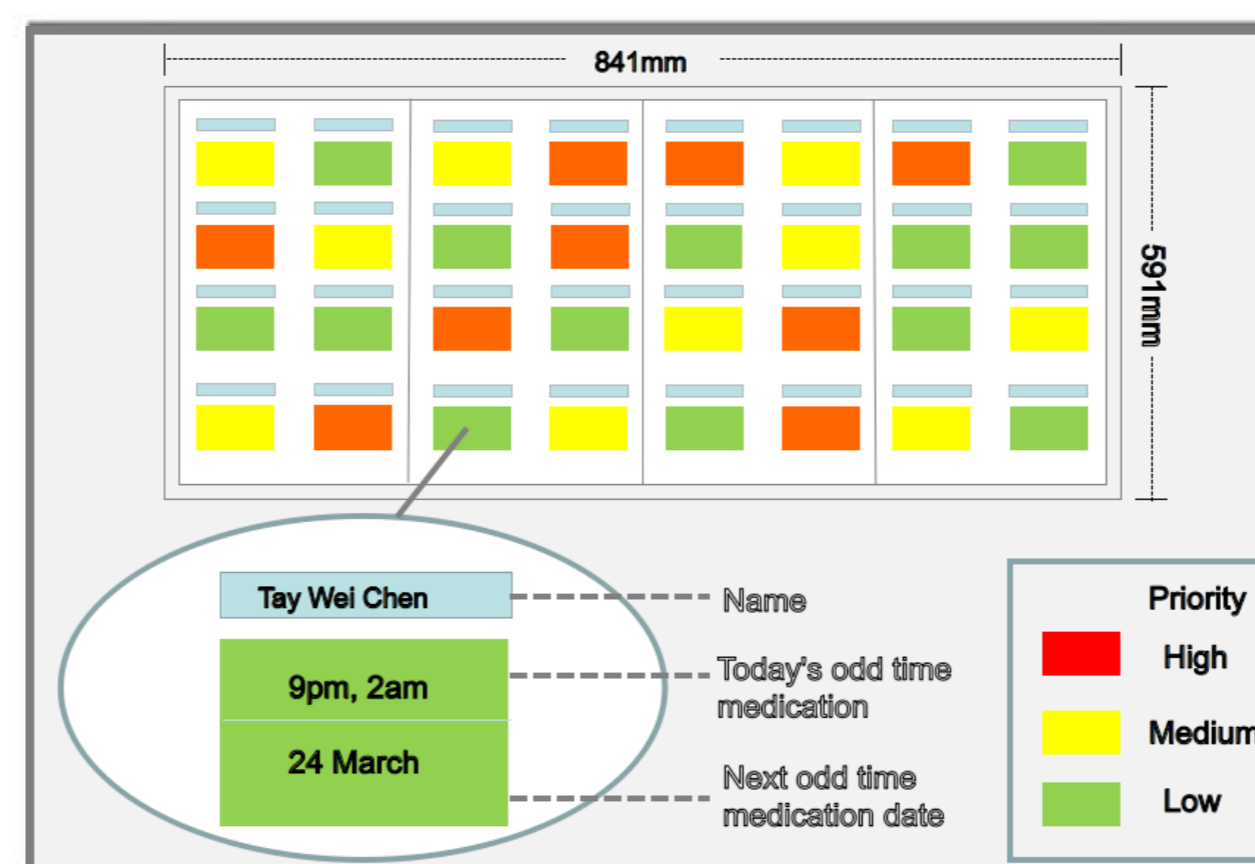 841mm
591mm
Tay Wei Chen
9pm, 2am
24 March
Name
Today's odd time
medication
Next odd time
medication date
Priority
High
Medium
Low